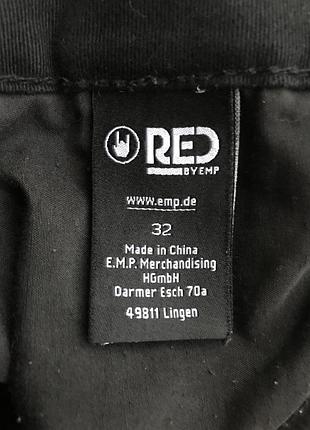 RED
BY EMP
www.emp.de
32
Made in China
E.M.P. Merchandising
HGmbH
Darmer Esch 70a
49811 Lingen